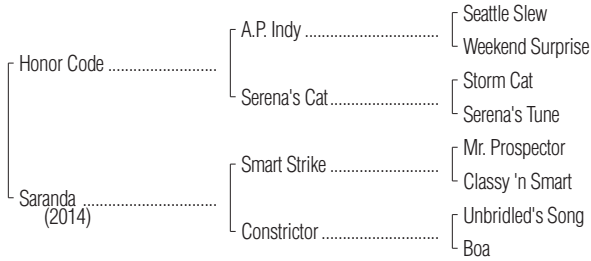 Seattle Slew
A.P. Indy ..............................
Weekend Surprise
Honor Code .........................
Storm Cat
Serena's Cat.........................
Serena's Tune
Mr. Prospector
Smart Strike .........................
Classy 'n Smart
Saranda ................................
(2014)
Unbridled's Song
Constrictor ...........................
Boa